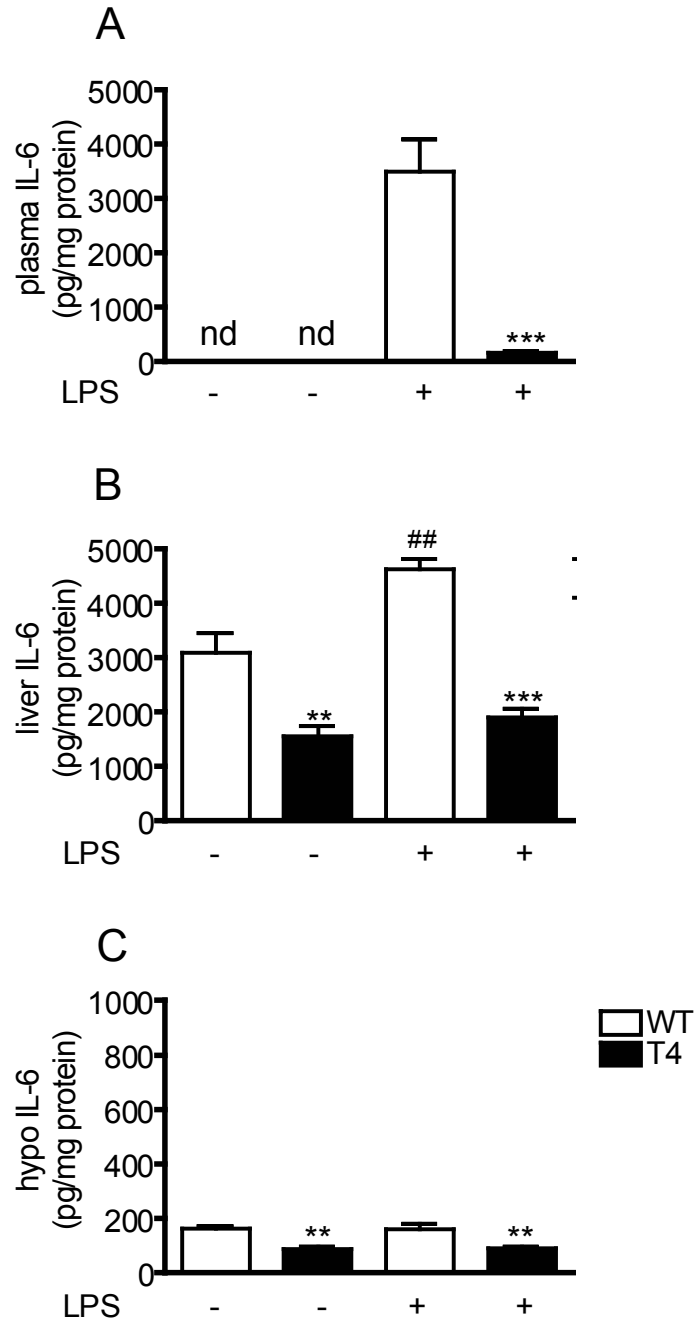 A
plasma IL-6
(pg/mg protein)
5000
4000
3000
2000
1000
0
nd nd ***
LPS - - + +
B
liver IL-6
(pg/mg protein)
##
5000
4000
3000
2000
1000
0
** ***
LPS - - + +
C
hypo IL-6
(pg/mg protein)
1000
800
600
400
200
0
** **
LPS - - + +
WT
T4